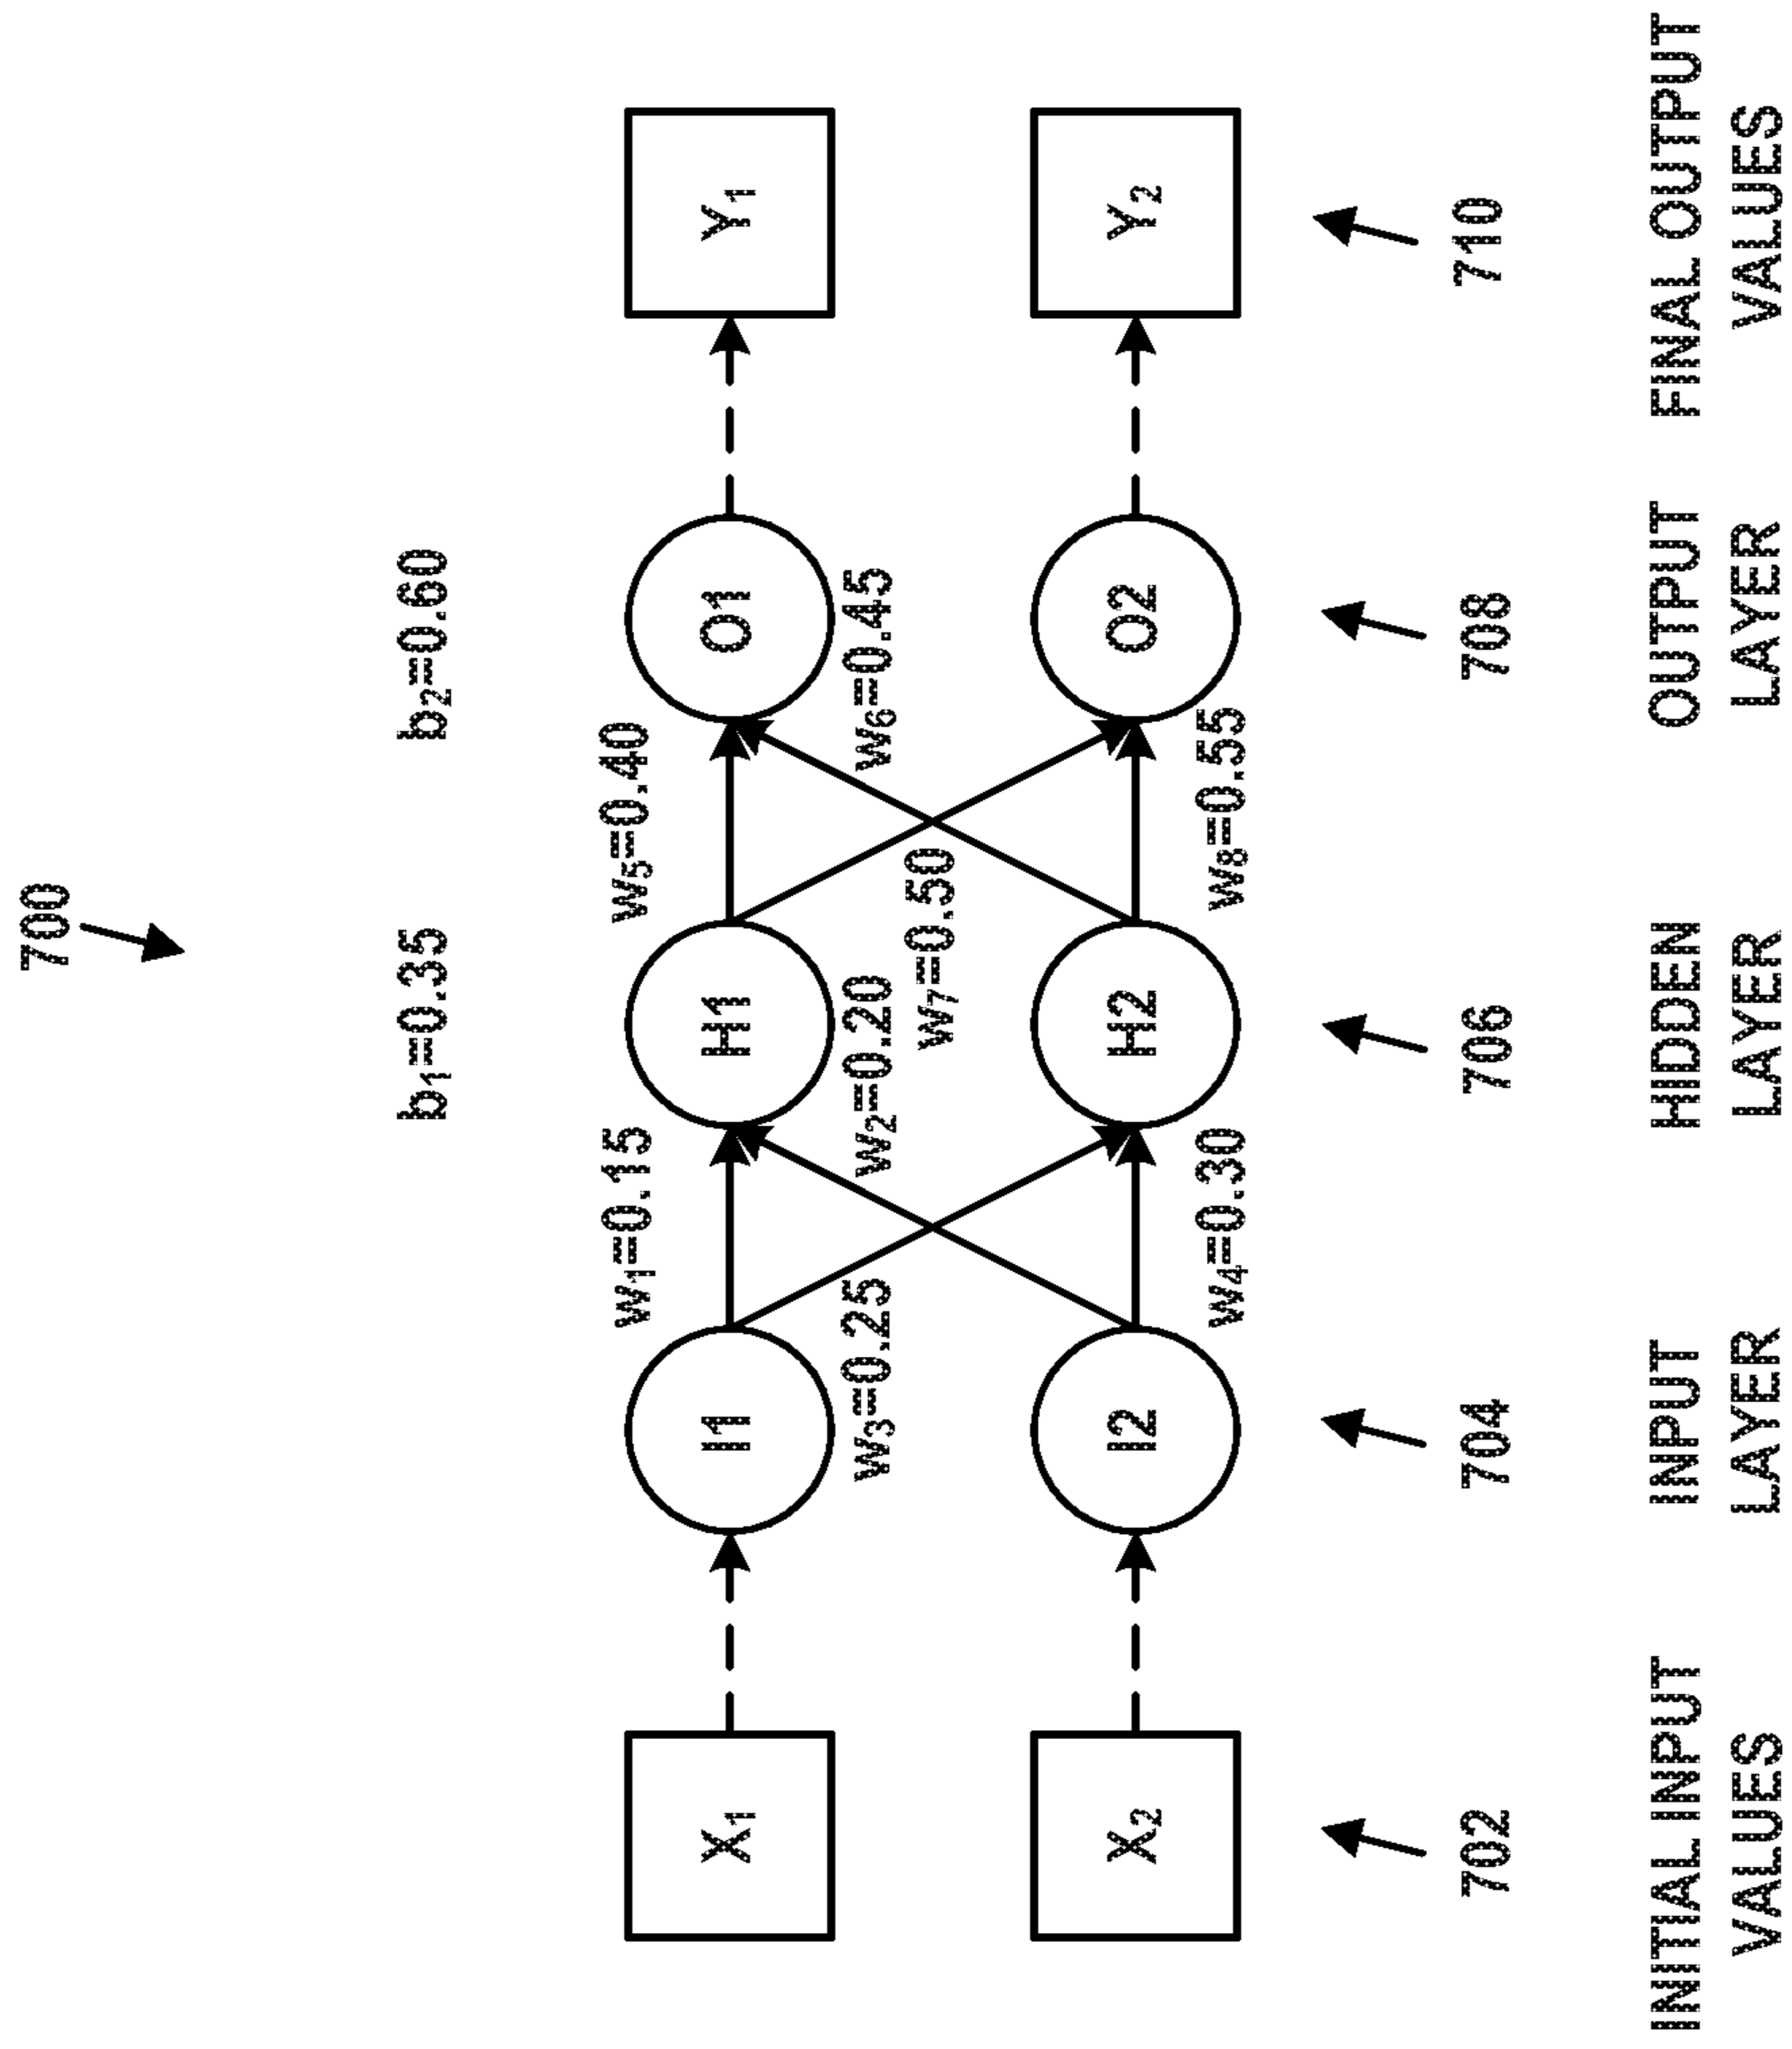 700
b₁=0.35
b₂=0.60
w₁=0.15
w₅=0.40
X₁
I1
H1
O1
Y₁
w₃=0.25
w₂=0.20
w₆=0.45
w₇=0.50
X₂
I2
H2
O2
Y₂
w₄=0.30
w₈=0.55
702
704
706
708
710
INITIAL INPUT
VALUES
INPUT
LAYER
HIDDEN
LAYER
OUTPUT
LAYER
FINAL OUTPUT
VALUES